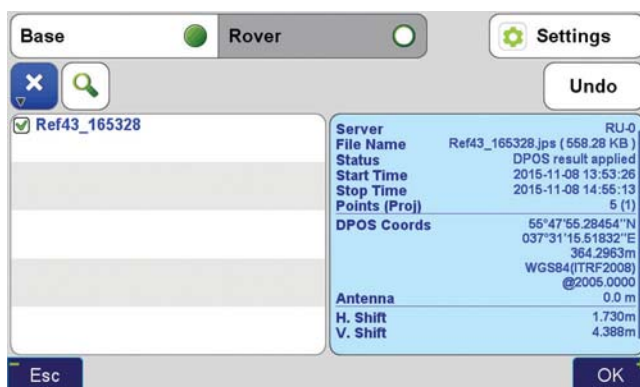 Base Rover Settings
Undo
Ref43_165328
Server RU-0
File Name Ref43_165328.jps ( 558.28 KB )
Status DPOS result applied
Start Time 2015-11-08 13:53:26
Stop Time 2015-11-08 14:55:13
Points (Proj) 5 (1)
DPOS Coords 55°47'55.28454"N
037°31'15.51832"E
364.2963m
WGS84(ITRF2008)
@2005.0000
Antenna 0.0 m
H. Shift 1.730m
V. Shift 4.388m
Esc OK